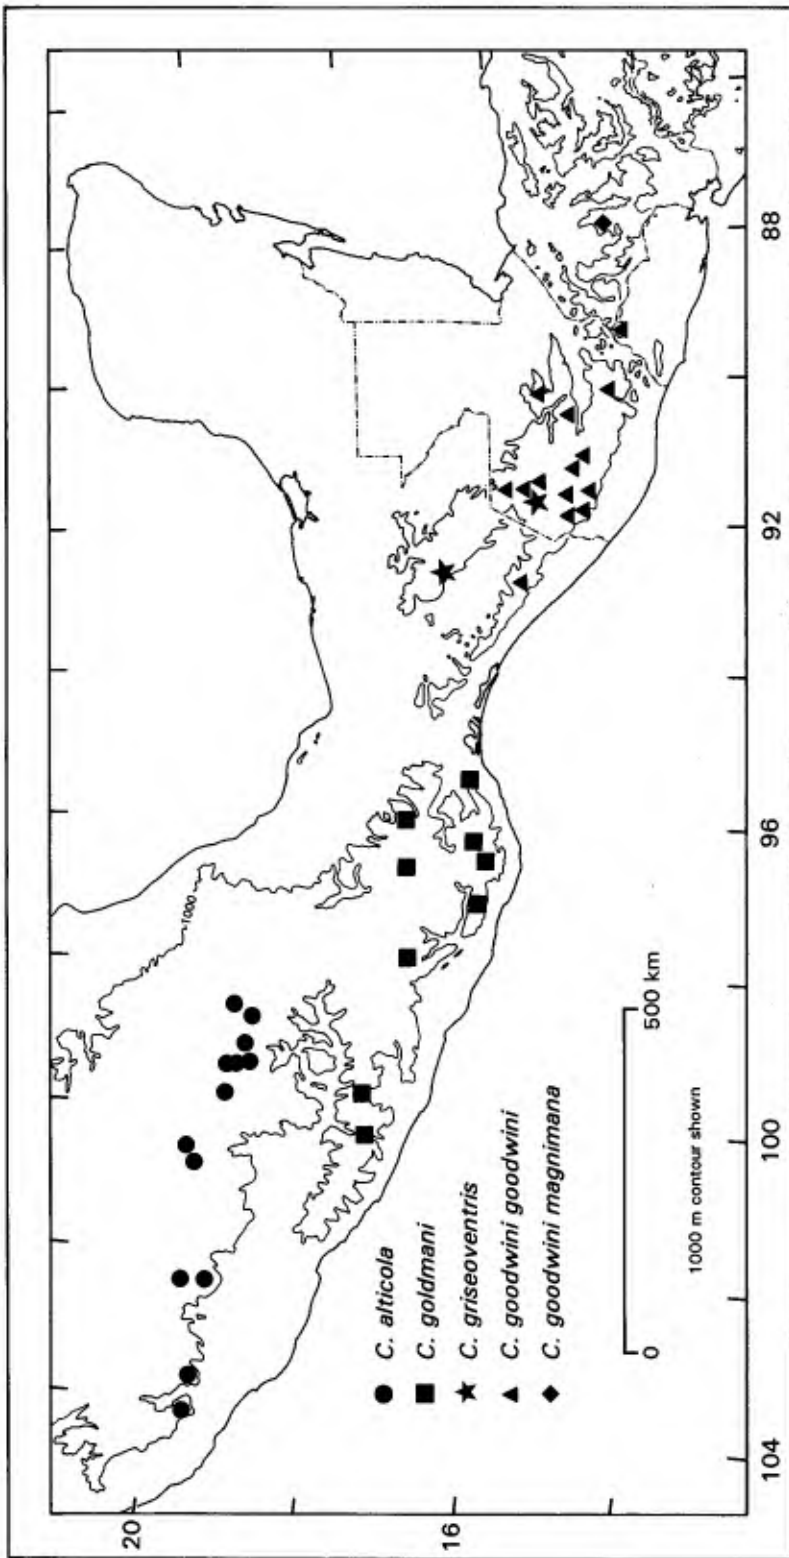 20
16
1000
C. alticola
C. goldmani
C. griseoventris
C. goodwini goodwini
C. goodwini magnimana
0 500 km
1000 m contour shown
104
100
96
92
88